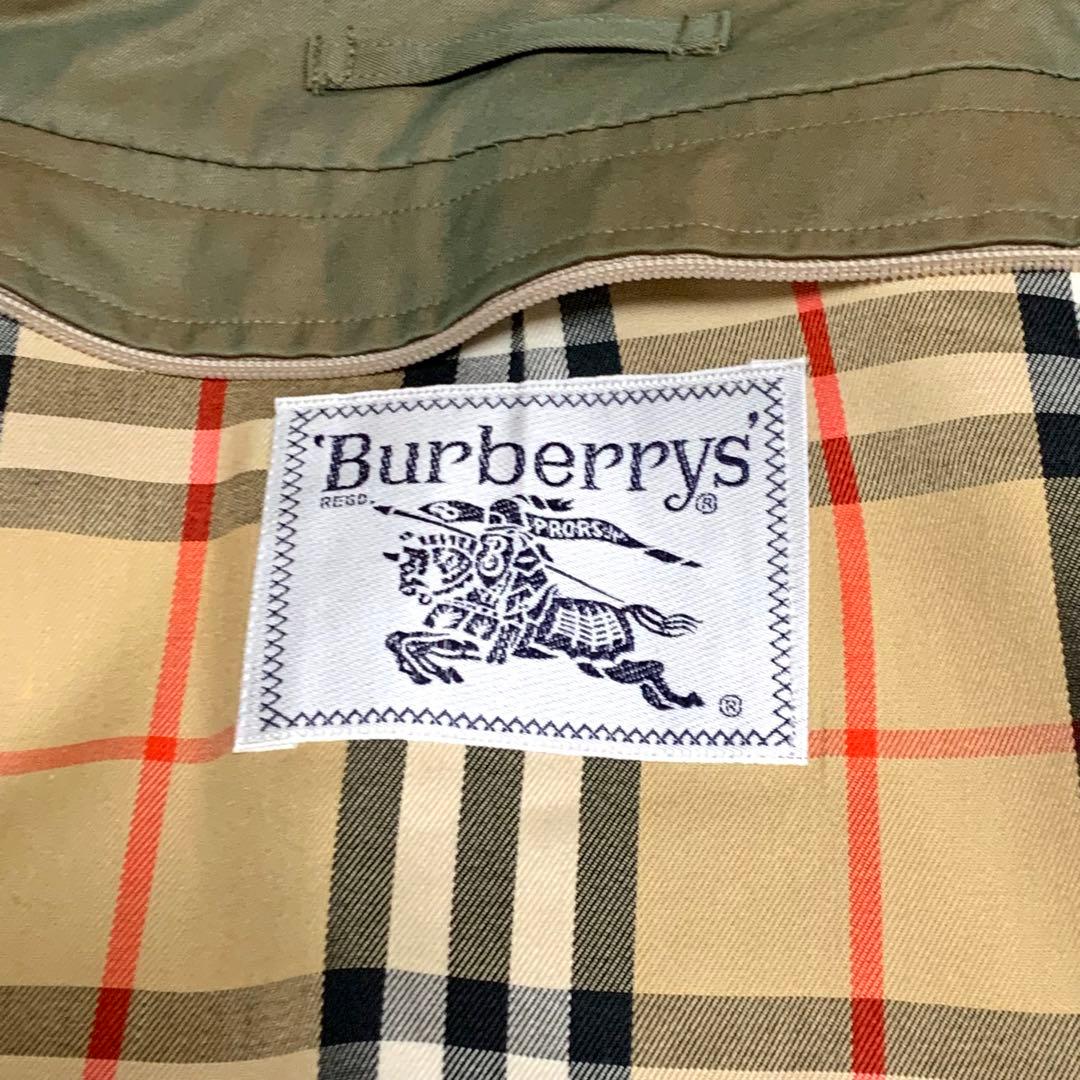 'Burberrys'
REGD. ®
PRORSUM
B
®